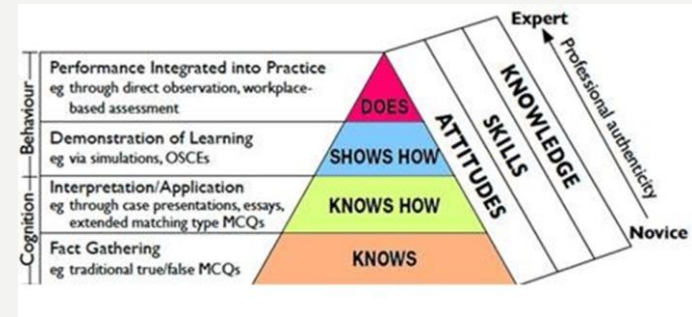 Expert
Professional authenticity
Novice
KNOWLEDGE
SKILLS
ATTITUDES
Behaviour
Cognition
Performance Integrated into Practice
eg through direct observation, workplace-
based assessment
DOES
Demonstration of Learning
eg via simulations, OSCEs
SHOWS HOW
Interpretation/Application
eg through case presentations, essays,
extended matching type MCQs
KNOWS HOW
Fact Gathering
eg traditional true/false MCQs
KNOWS